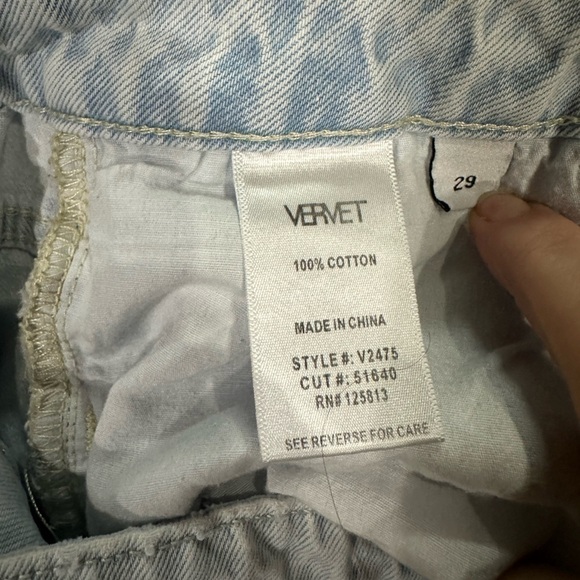 VERVET
29
100% COTTON
MADE IN CHINA
STYLE #: V2475
CUT #: 51640
RN# 125813
SEE REVERSE FOR CARE